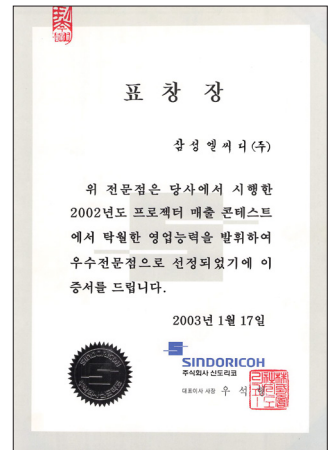 표 창 장
삼성엘씨디(주)
위 전문점은 당사에서 시행한
2002년도 프로젝터 매출 콘테스트
에서 탁월한 영업능력을 발휘하여
우수전문점으로 선정되었기에 이
증서를 드립니다.
2003년 1월 17일
SINDORICOH
주식회사 신도리코
대표이사 사장 우 석